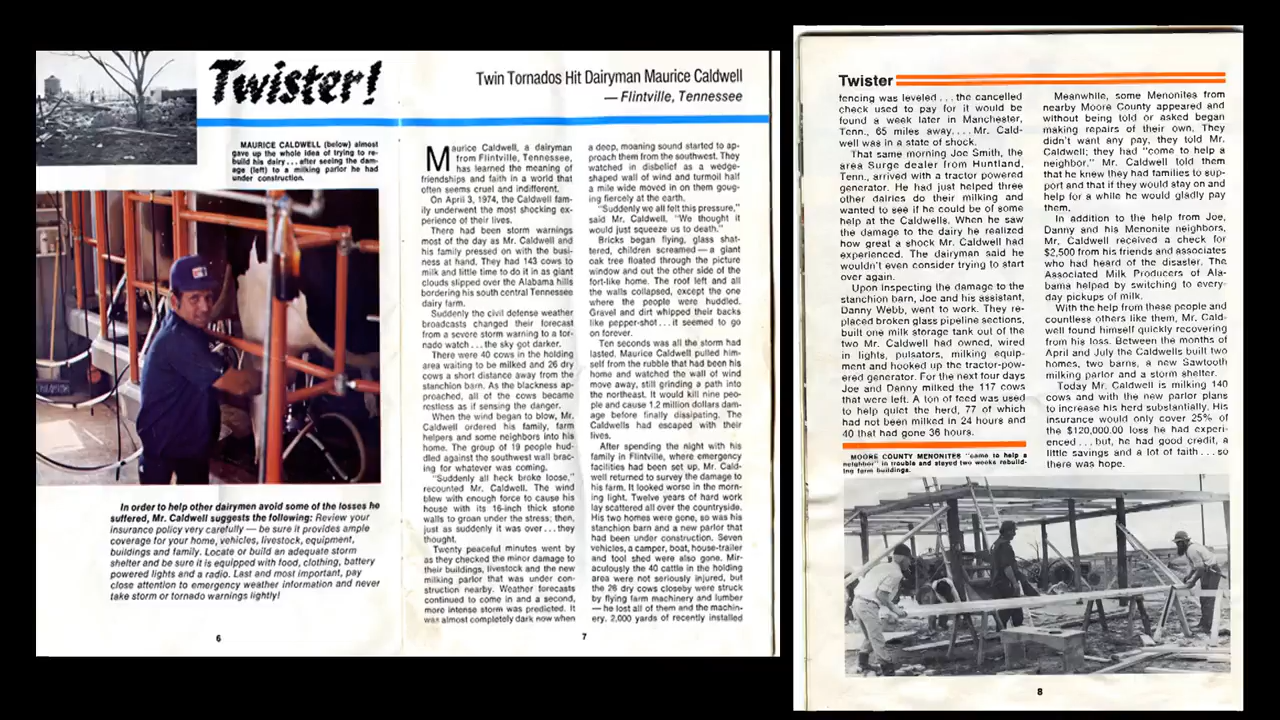 Twister!
MAURICE CALDWELL (below) almost
gave up the whole idea of trying to re-
build his dairy . . . after seeing the dam-
age (left) to a milking parlor he had
under construction.
In order to help other dairymen avoid some of the losses he
suffered, Mr. Caldwell suggests the following: Review your
insurance policy very carefully — be sure it provides ample
coverage for your home, vehicles, livestock, equipment,
buildings and family. Locate or build an adequate storm
shelter and be sure it is equipped with food, clothing, battery
powered lights and a radio. Last and most important, pay
close attention to emergency weather information and never
take storm or tornado warnings lightly!
6
Twin Tornados Hit Dairyman Maurice Caldwell
— Flintville, Tennessee
Maurice Caldwell, a dairyman
from Flintville, Tennessee,
has learned the meaning of
friendships and faith in a world that
often seems cruel and indifferent.
On April 3, 1974, the Caldwell fam-
ily underwent the most shocking ex-
perience of their lives.
There had been storm warnings
most of the day as Mr. Caldwell and
his family pressed on with the busi-
ness at hand. They had 143 cows to
milk and little time to do it in as giant
clouds slipped over the Alabama hills
bordering his south central Tennessee
dairy farm.
Suddenly the civil defense weather
broadcasts changed their forecast
from a severe storm warning to a tor-
nado watch . . . the sky got darker.
There were 40 cows in the holding
area waiting to be milked and 26 dry
cows a short distance away from the
stanchion barn. As the blackness ap-
proached, all of the cows became
restless as if sensing the danger.
When the wind began to blow, Mr.
Caldwell ordered his family, farm
helpers and some neighbors into his
home. The group of 19 people hud-
dled against the southwest wall brac-
ing for whatever was coming.
"Suddenly all heck broke loose,"
recounted Mr. Caldwell. The wind
blew with enough force to cause his
house with its 16-inch thick stone
walls to groan under the stress; then,
just as suddenly it was over . . . they
thought.
Twenty peaceful minutes went by
as they checked the minor damage to
their buildings, livestock and the new
milking parlor that was under con-
struction nearby. Weather forecasts
continued to come in and a second,
more intense storm was predicted. It
was almost completely dark now when
a deep, moaning sound started to ap-
proach them from the southwest. They
watched in disbelief as a wedge-
shaped wall of wind and turmoil half
a mile wide moved in on them goug-
ing fiercely at the earth.
"Suddenly we all felt this pressure,"
said Mr. Caldwell, "We thought it
would just squeeze us to death."
Bricks began flying, glass shat-
tered, children screamed — a giant
oak tree floated through the picture
window and out the other side of the
fort-like home. The roof left and all
the walls collapsed, except the one
where the people were huddled.
Gravel and dirt whipped their backs
like pepper-shot . . . it seemed to go
on forever.
Ten seconds was all the storm had
lasted. Maurice Caldwell pulled him-
self from the rubble that had been his
home and watched the wall of wind
move away, still grinding a path into
the northeast. It would kill nine peo-
ple and cause 1.2 million dollars dam-
age before finally dissipating. The
Caldwells had escaped with their
lives.
After spending the night with his
family in Flintville, where emergency
facilities had been set up, Mr. Cald-
well returned to survey the damage to
his farm. It looked worse in the morn-
ing light. Twelve years of hard work
lay scattered all over the countryside.
His two homes were gone, so was his
stanchion barn and a new parlor that
had been under construction. Seven
vehicles, a camper, boat, house-trailer
and tool shed were also gone. Mir-
aculously the 40 cattle in the holding
area were not seriously injured, but
the 26 dry cows closeby were struck
by flying farm machinery and lumber
— he lost all of them and the machin-
ery. 2,000 yards of recently installed
7
Twister
fencing was leveled . . . the cancelled
check used to pay for it would be
found a week later in Manchester,
Tenn., 65 miles away. . . . Mr. Cald-
well was in a state of shock.
That same morning Joe Smith, the
area Surge dealer from Huntland,
Tenn., arrived with a tractor powered
generator. He had just helped three
other dairies do their milking and
wanted to see if he could be of some
help at the Caldwells. When he saw
the damage to the dairy he realized
how great a shock Mr. Caldwell had
experienced. The dairyman said he
wouldn't even consider trying to start
over again.
Upon inspecting the damage to the
stanchion barn, Joe and his assistant,
Danny Webb, went to work. They re-
placed broken glass pipeline sections,
built one milk storage tank out of the
two Mr. Caldwell had owned, wired
in lights, pulsators, milking equip-
ment and hooked up the tractor-pow-
ered generator. For the next four days
Joe and Danny milked the 117 cows
that were left. A ton of feed was used
to help quiet the herd, 77 of which
had not been milked in 24 hours and
40 that had gone 36 hours.
MOORE COUNTY MENONITES "came to help a
neighbor" in trouble and stayed two weeks rebuild-
ing farm buildings.
Meanwhile, some Menonites from
nearby Moore County appeared and
without being told or asked began
making repairs of their own. They
didn't want any pay, they told Mr.
Caldwell; they had "come to help a
neighbor." Mr. Caldwell told them
that he knew they had families to sup-
port and that if they would stay on and
help for a while he would gladly pay
them.
In addition to the help from Joe,
Danny and his Menonite neighbors,
Mr. Caldwell received a check for
$2,500 from his friends and associates
who had heard of the disaster. The
Associated Milk Producers of Ala-
bama helped by switching to every-
day pickups of milk.
With the help from these people and
countless others like them, Mr. Cald-
well found himself quickly recovering
from his loss. Between the months of
April and July the Caldwells built two
homes, two barns, a new Sawtooth
milking parlor and a storm shelter.
Today Mr. Caldwell is milking 140
cows and with the new parlor plans
to increase his herd substantially. His
insurance would only cover 25% of
the $120,000.00 loss he had experi-
enced . . . but, he had good credit, a
little savings and a lot of faith . . . so
there was hope.
8